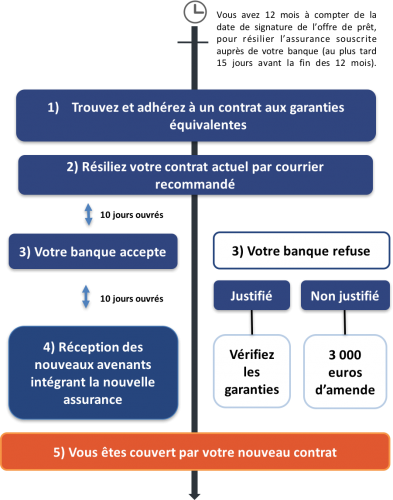 Vous avez 12 mois à compter de la
date de signature de l'offre de prêt,
pour résilier l'assurance souscrite
auprès de votre banque (au plus tard
15 jours avant la fin des 12 mois).
1) Trouvez et adhérez à un contrat aux garanties
équivalentes
2) Résiliez votre contrat actuel par courrier
recommandé
10 jours ouvrés
3) Votre banque accepte
3) Votre banque refuse
10 jours ouvrés
Justifié
Non justifié
4) Réception des
nouveaux avenants
intégrant la nouvelle
assurance
Vérifiez
les
garanties
3 000
euros
d'amende
5) Vous êtes couvert par votre nouveau contrat